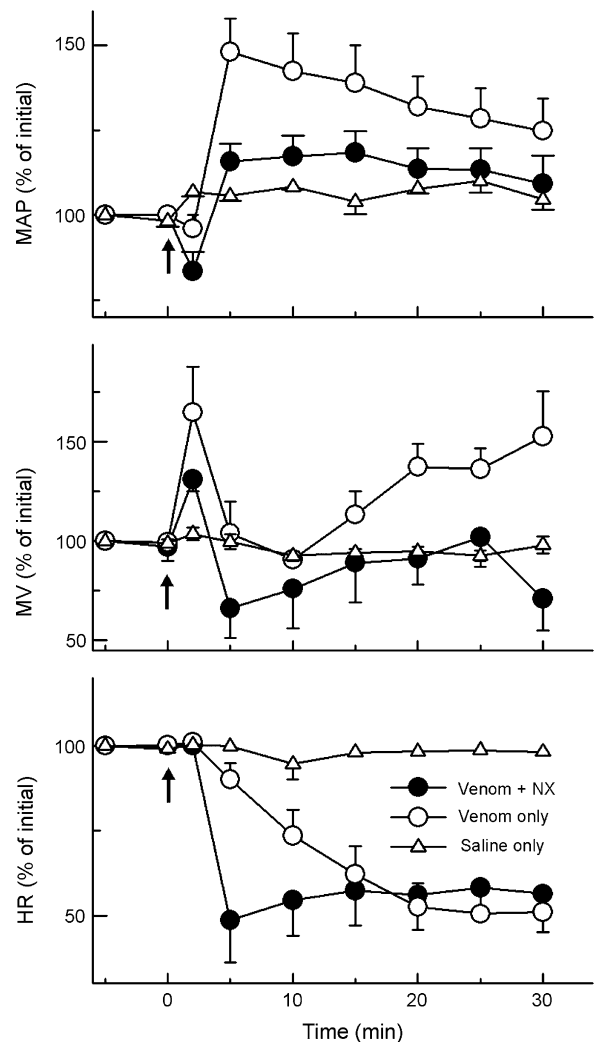 150
100
MAP (% of initial)
150
100
50
MV (% of initial)
100
50
HR (% of initial)
Venom + NX
Venom only
Saline only
0 10 20 30
Time (min)